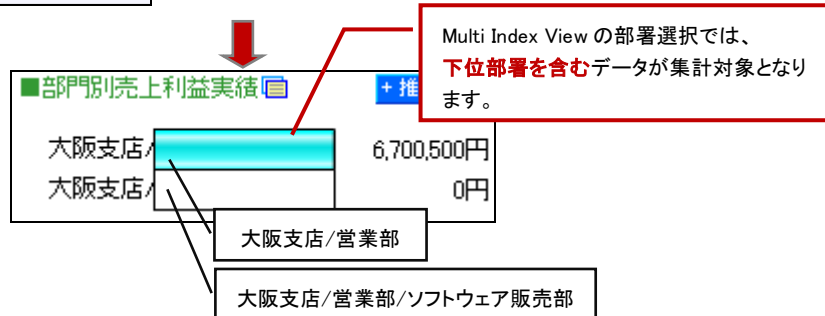 Multi Index View の部署選択では、
下位部署を含むデータが集計対象となり
ます。
■部門別売上利益実績
+ 推
大阪支店/
6,700,500円
大阪支店/
0円
大阪支店/営業部
大阪支店/営業部/ソフトウェア販売部